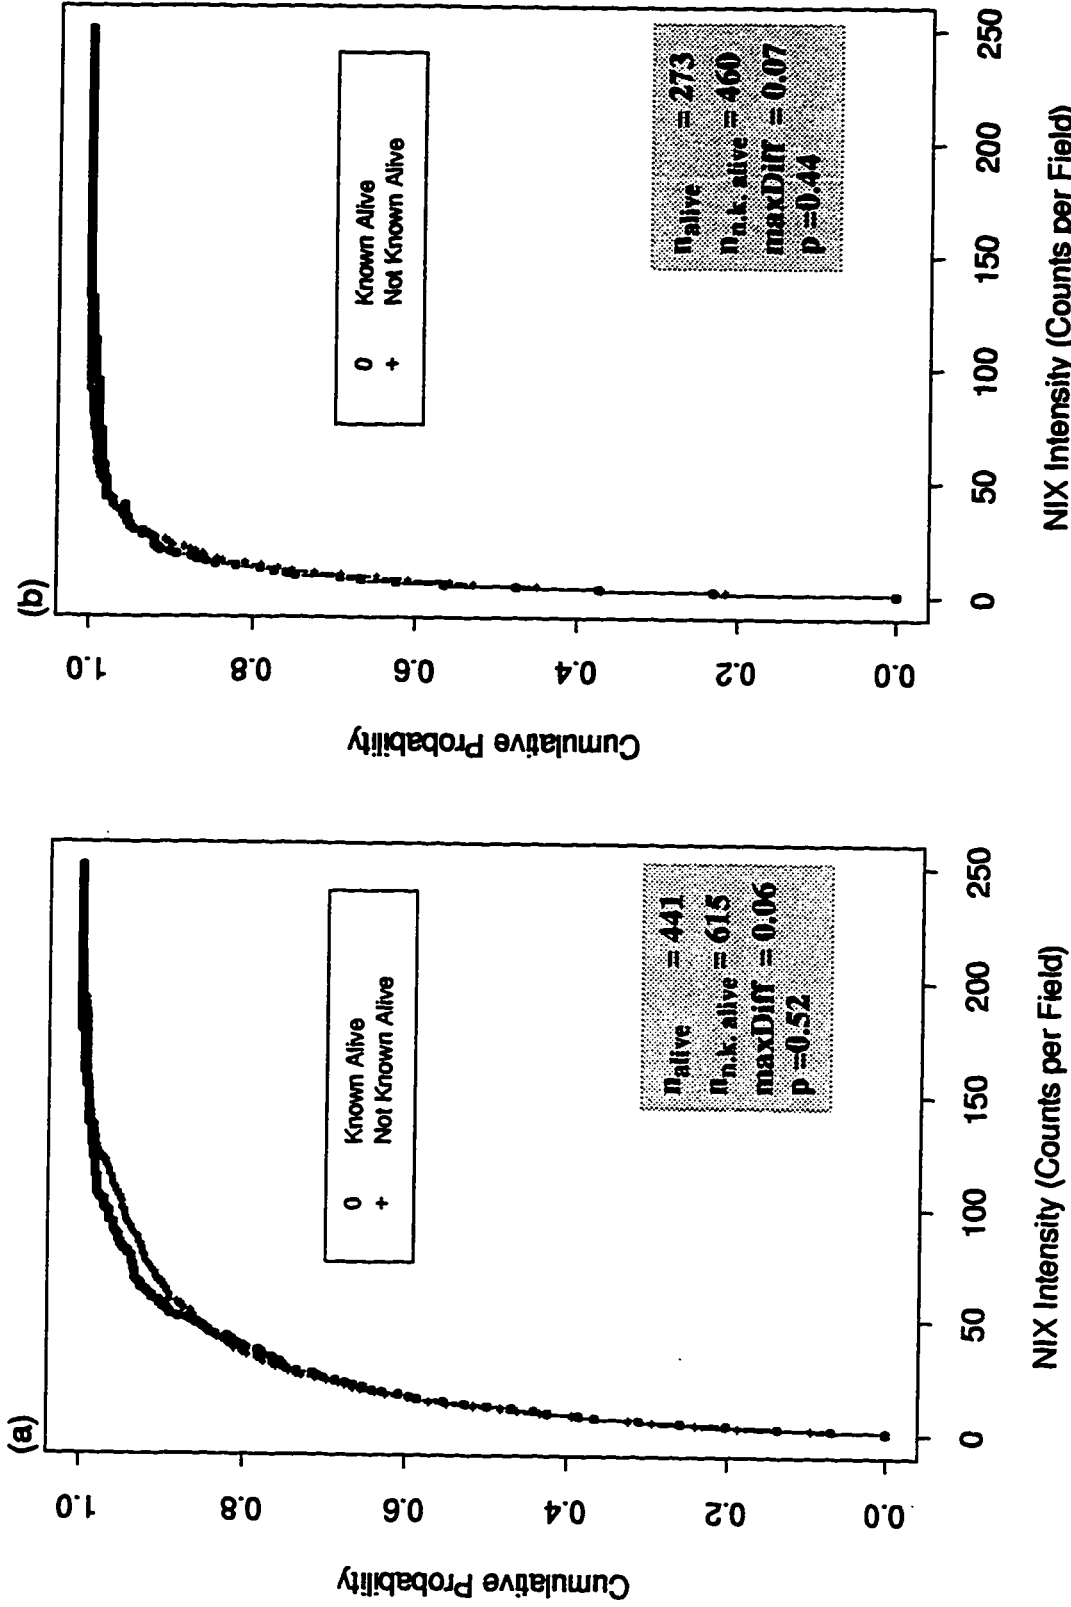 (a)
Cumulative Probability
1.0
0.8
0.6
0.4
0.2
0.0
0 Known Alive
+ Not Known Alive
nalive = 441
nn.k. alive = 615
maxDiff = 0.06
p =0.52
0 50 100 150 200 250
NIX Intensity (Counts per Field)
(b)
Cumulative Probability
1.0
0.8
0.6
0.4
0.2
0.0
0 Known Alive
+ Not Known Alive
nalive = 273
nn.k. alive = 460
maxDiff = 0.07
p =0.44
0 50 100 150 200 250
NIX Intensity (Counts per Field)